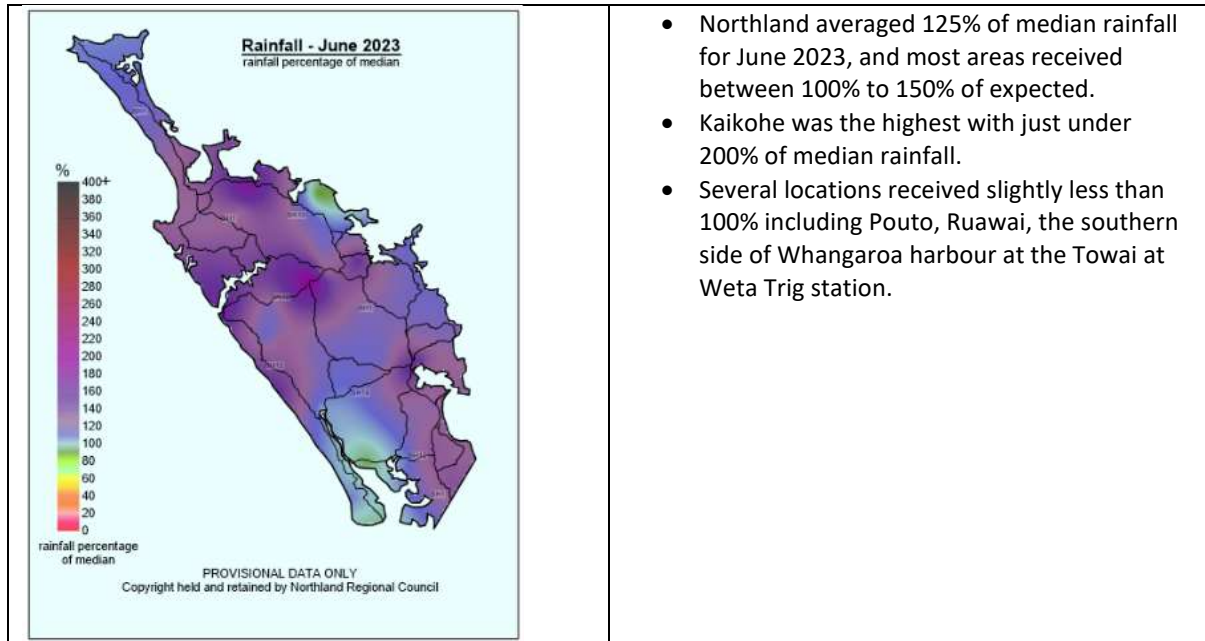 Rainfall - June 2023
rainfall percentage of median
%
400+
380
360
340
320
300
280
260
240
220
200
180
160
140
120
100
80
60
40
20
0
rainfall percentage
of median
PROVISIONAL DATA ONLY
Copyright held and retained by Northland Regional Council
• Northland averaged 125% of median rainfall
for June 2023, and most areas received
between 100% to 150% of expected.
• Kaikohe was the highest with just under
200% of median rainfall.
• Several locations received slightly less than
100% including Pouto, Ruawai, the southern
side of Whangaroa harbour at the Towai at
Weta Trig station.